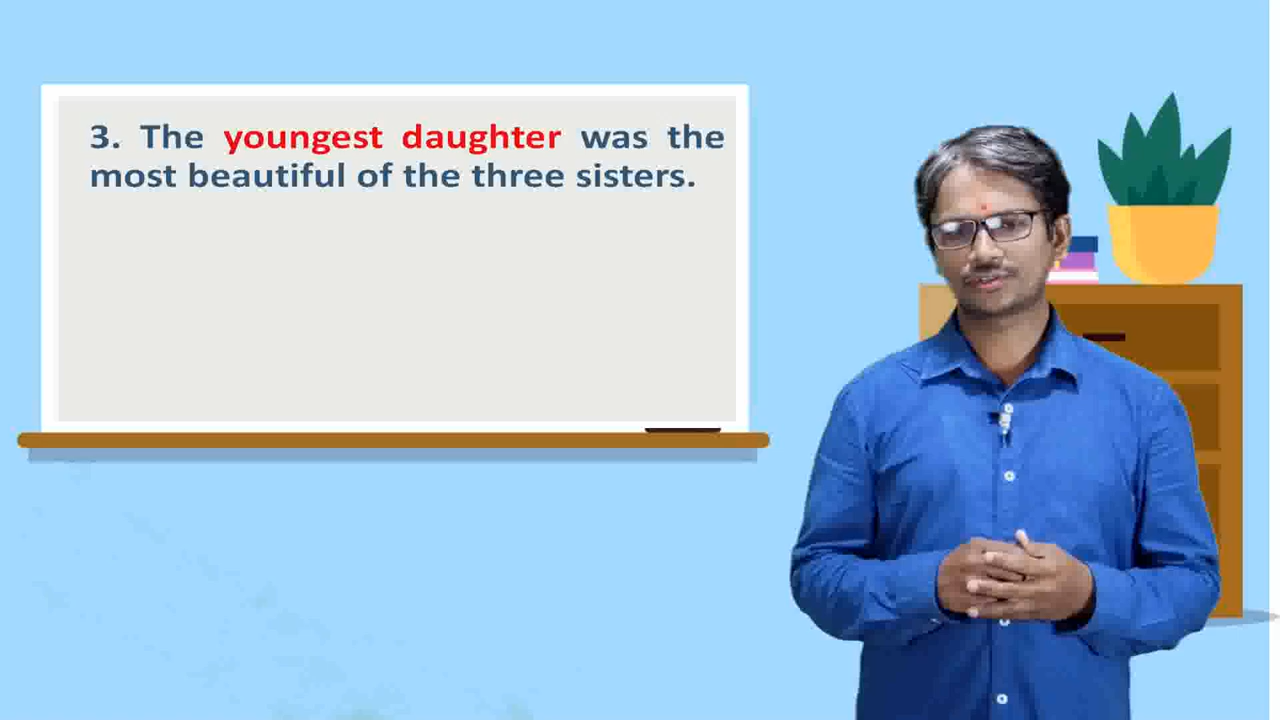 3. The youngest daughter was the
most beautiful of the three sisters.